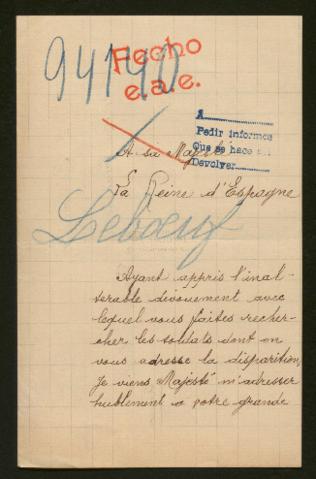 94140
Fecho
e.a.e.
A
Pedir informes
Que se hace
Devolver
A sa Majesté
La Reine d'Espagne
Leboeuf
Ayant appris l'inal-
térable dévouement avec
lequel vous faites recher-
cher les soldats dont on
vous adresse la disparition,
je viens Majesté m'adresser
humblement a votre grande